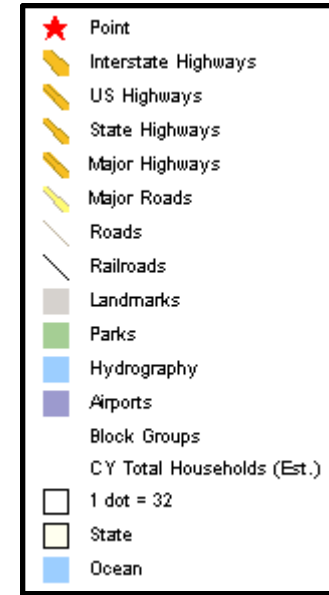 Point
Interstate Highways
US Highways
State Highways
Major Highways
Major Roads
Roads
Railroads
Landmarks
Parks
Hydrography
Airports
Block Groups
CY Total Households (Est.)
1 dot = 32
State
Ocean